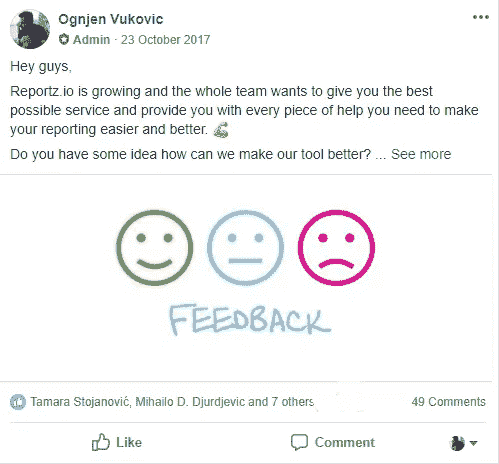 Ognjen Vukovic
Admin · 23 October 2017
Hey guys,
Reportz.io is growing and the whole team wants to give you the best
possible service and provide you with every piece of help you need to make
your reporting easier and better.
Do you have some idea how can we make our tool better? ... See more
FEEDBACK
Tamara Stojanović, Mihailo D. Djurdjevic and 7 others
49 Comments
Like
Comment